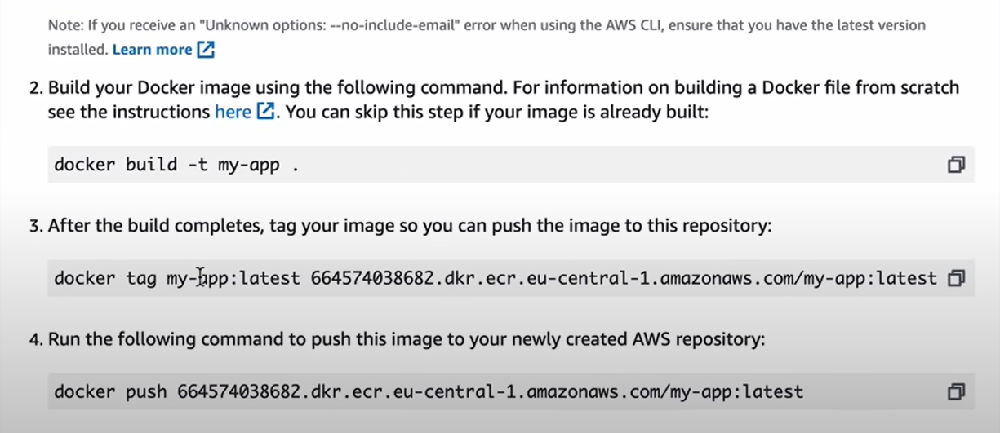 Note: If you receive an "Unknown options: --no-include-email" error when using the AWS CLI, ensure that you have the latest version
installed. Learn more
2. Build your Docker image using the following command. For information on building a Docker file from scratch
see the instructions here. You can skip this step if your image is already built:
docker build -t my-app .
3. After the build completes, tag your image so you can push the image to this repository:
docker tag my-app:latest 664574038682.dkr.ecr.eu-central-1.amazonaws.com/my-app:latest
4. Run the following command to push this image to your newly created AWS repository:
docker push 664574038682.dkr.ecr.eu-central-1.amazonaws.com/my-app:latest